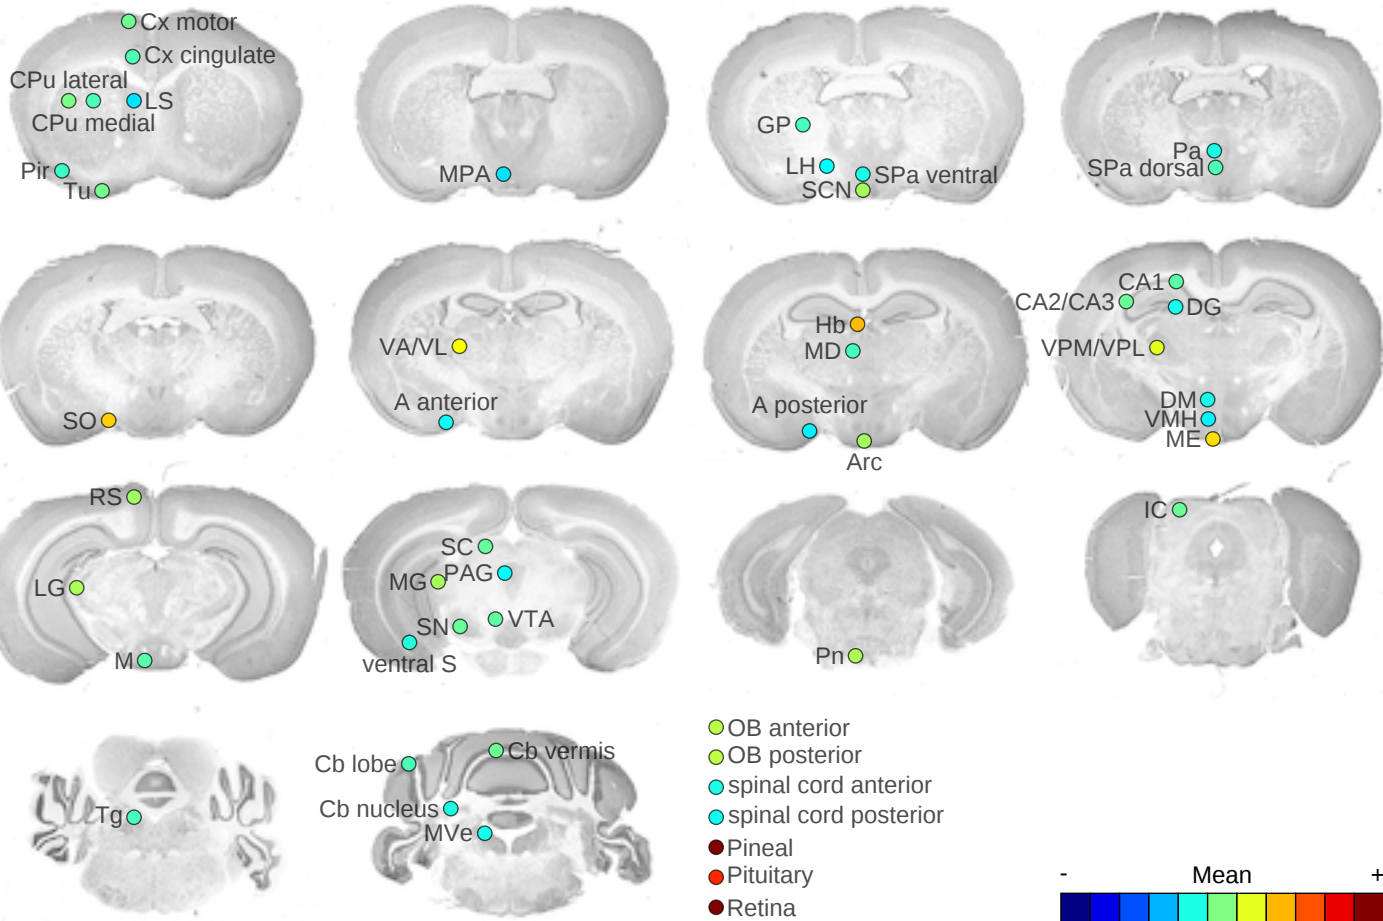 Cx motor
Cx cingulate
CPu lateral
LS
CPu medial
Pir
Tu
MPA
GP
LH
SPa ventral
SCN
Pa
SPa dorsal
SO
VA/VL
A anterior
Hb
MD
A posterior
Arc
CA1
CA2/CA3
DG
VPM/VPL
DM
VMH
ME
RS
LG
M
SC
MG
PAG
SN
VTA
ventral S
Pn
IC
Tg
Cb lobe
Cb vermis
Cb nucleus
MVe
OB anterior
OB posterior
spinal cord anterior
spinal cord posterior
Pineal
Pituitary
Retina
- Mean +